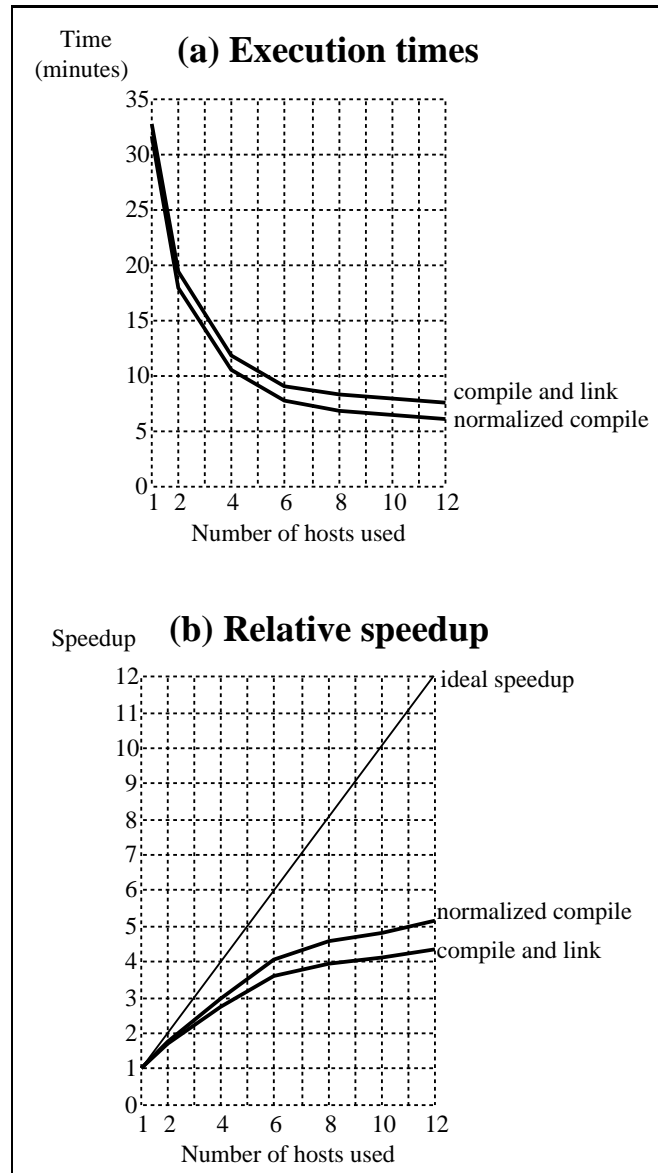 Time
(minutes)
(a) Execution times
35
30
25
20
15
10
5
0
compile and link
normalized compile
1 2 4 6 8 10 12
Number of hosts used
Speedup
(b) Relative speedup
12
11
10
9
8
7
6
5
4
3
2
1
0
ideal speedup
normalized compile
compile and link
1 2 4 6 8 10 12
Number of hosts used